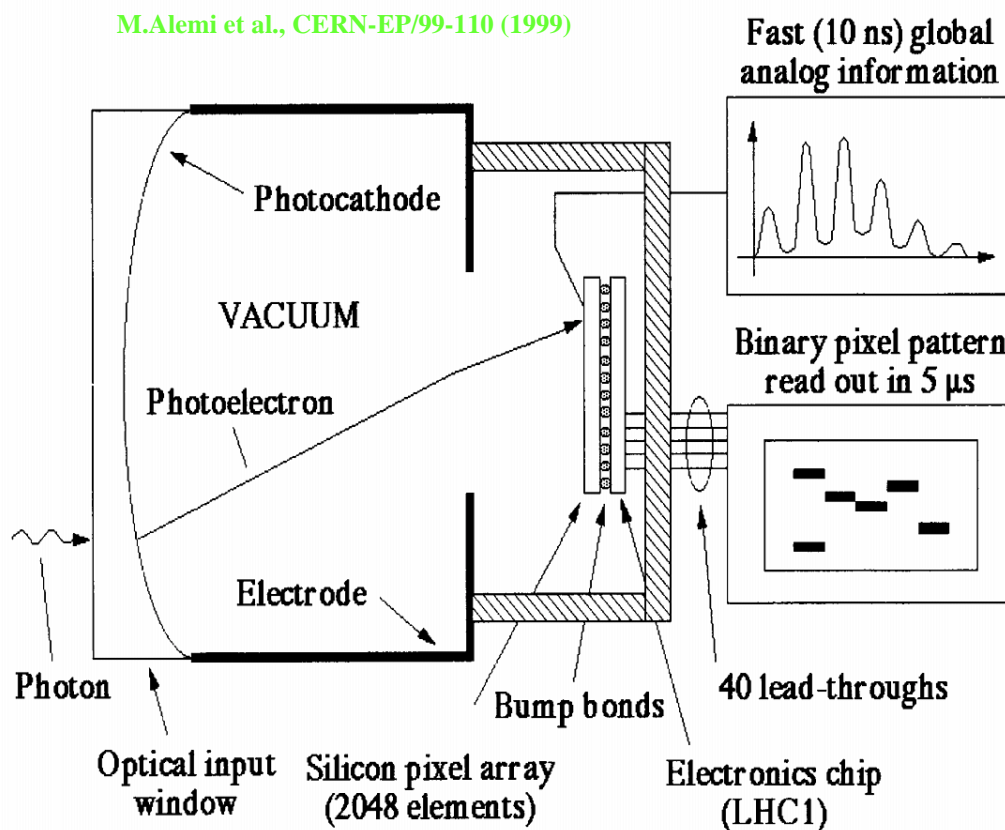 M.Alemi et al., CERN-EP/99-110 (1999)
Fast (10 ns) global
analog information
Photocathode
VACUUM
Binary pixel pattern
read out in 5 µs
Photoelectron
Electrode
Photon
Bump bonds
40 lead-throughs
Optical input
window
Silicon pixel array
(2048 elements)
Electronics chip
(LHC1)